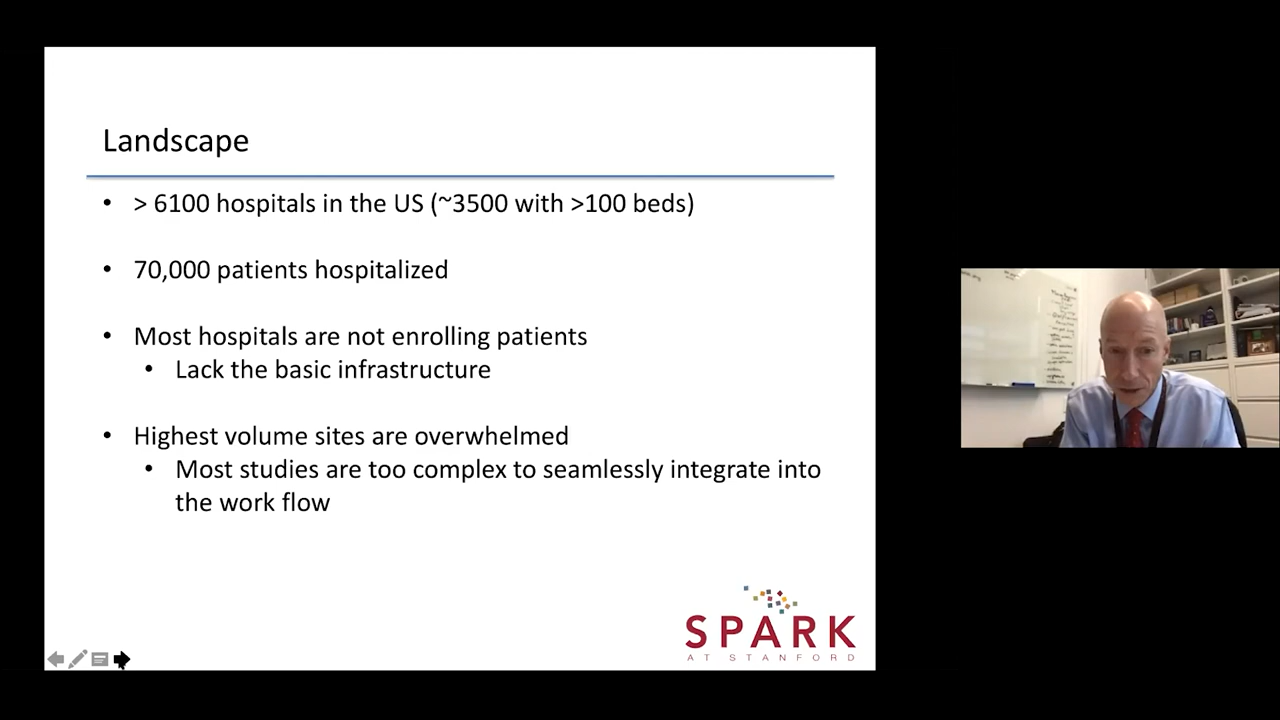 Landscape
• > 6100 hospitals in the US (~3500 with >100 beds)
• 70,000 patients hospitalized
• Most hospitals are not enrolling patients
• Lack the basic infrastructure
• Highest volume sites are overwhelmed
• Most studies are too complex to seamlessly integrate into
the work flow
SPARK
AT STANFORD